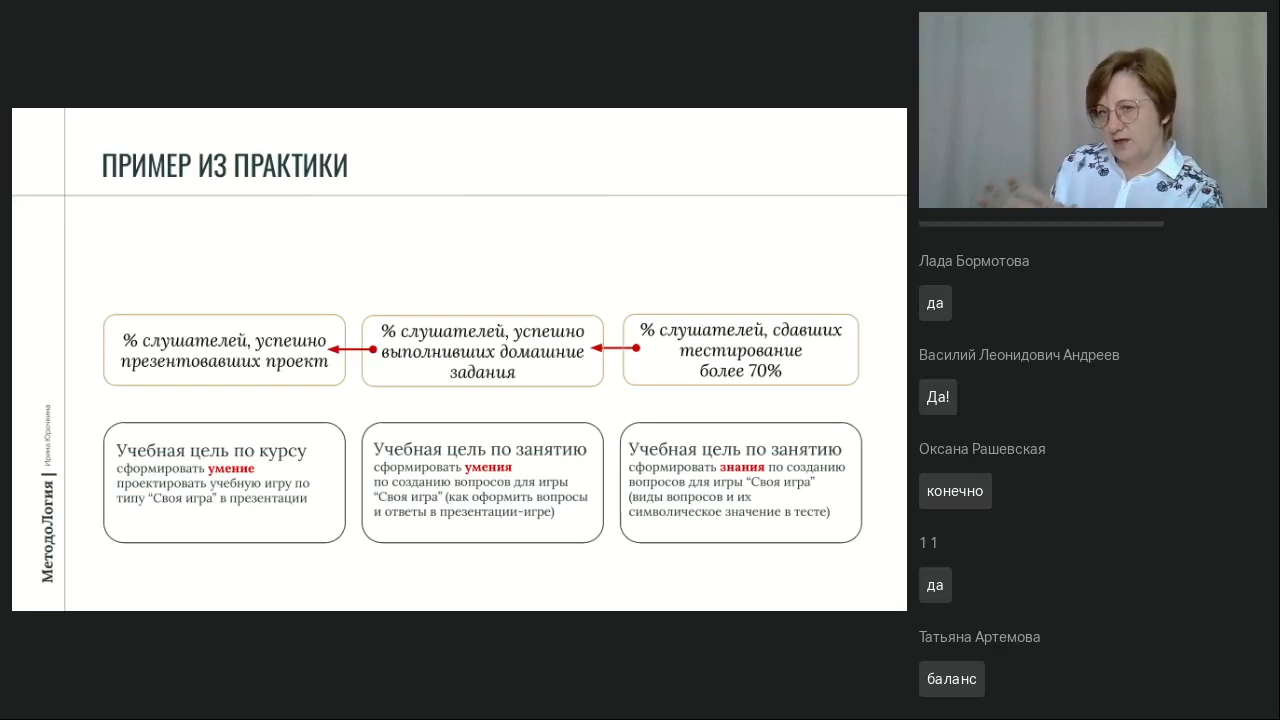 ПРИМЕР ИЗ ПРАКТИКИ
% слушателей, успешно
презентовавших проект
% слушателей, успешно
выполнивших домашние
задания
% слушателей, сдавших
тестирование
более 70%
Учебная цель по курсу
сформировать умение
проектировать учебную игру по
типу “Своя игра” в презентации
Учебная цель по занятию
сформировать умения
по созданию вопросов для игры
“Своя игра” (как оформить вопросы
и ответы в презентации-игре)
Учебная цель по занятию
сформировать знания по созданию
вопросов для игры “Своя игра”
(виды вопросов и их
символическое значение в тесте)
МетодоЛогия | Ирина Юрочкина
Лада Бормотова
да
Василий Леонидович Андреев
Да!
Оксана Рашевская
конечно
1 1
да
Татьяна Артемова
баланс